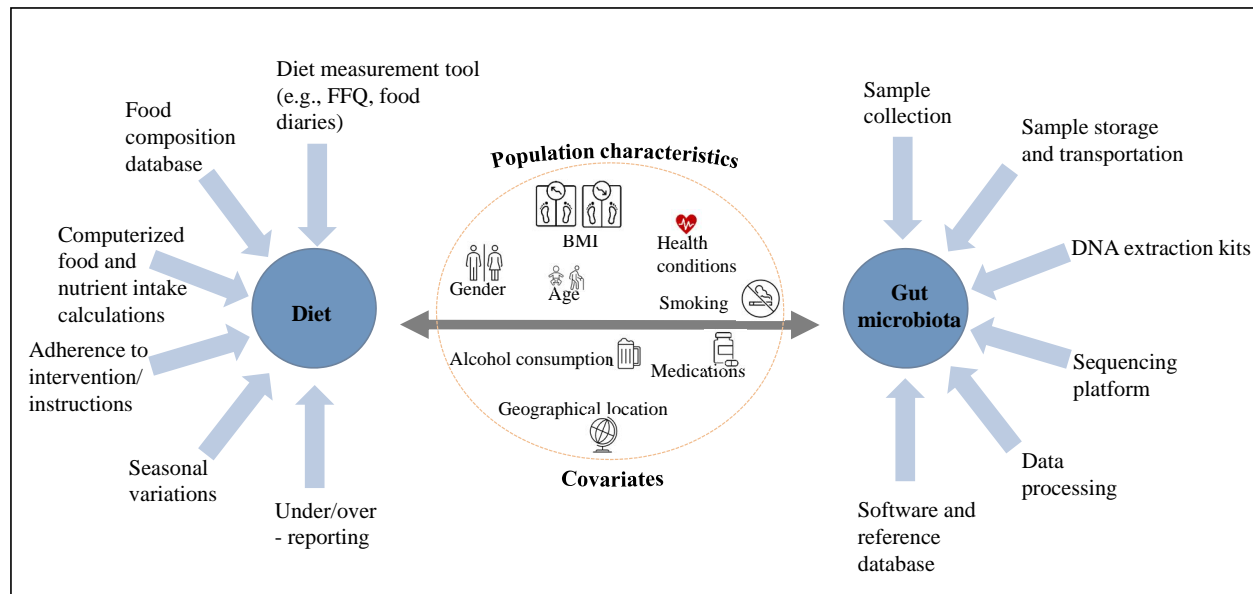 Diet measurement tool
(e.g., FFQ, food
diaries)
Food
composition
database
Computerized
food and
nutrient intake
calculations
Adherence to
intervention/
instructions
Seasonal
variations
Under/over
- reporting
Diet
Population characteristics
BMI
Health
conditions
Gender
Age
Smoking
Alcohol consumption
Medications
Geographical location
Covariates
Gut
microbiota
Sample
collection
Sample storage
and transportation
DNA extraction kits
Sequencing
platform
Data
processing
Software and
reference
database